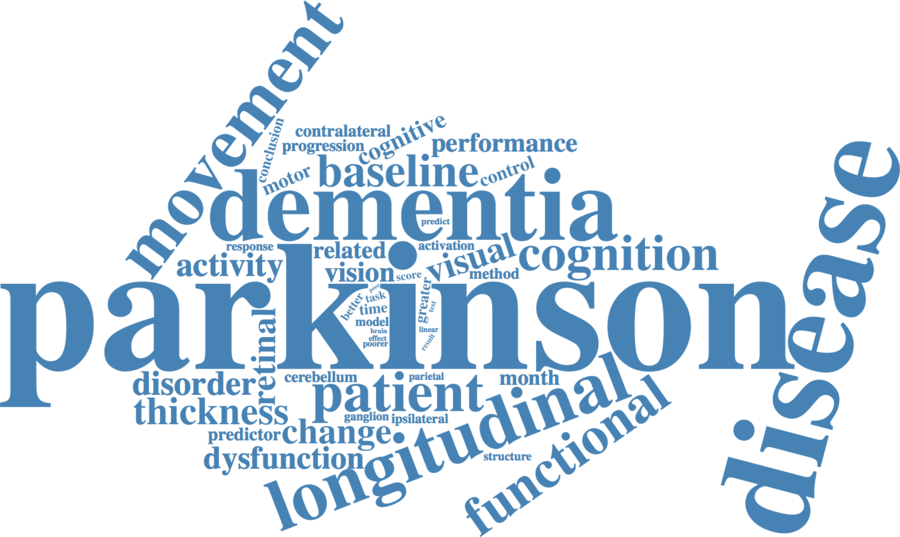 movement
conclusion
contralateral
progression
cognitive
performance
motor
baseline
control
dementia
predict
response
related
activation
activity
vision
score
visual
method
cognition
parkinson
disease
better
task
time
model
brain
effect
poorer
greater
test
linear
result
retinal
disorder
cerebellum
patient
parietal
month
thickness
ganglion
ipsilateral
predictor
change
longitudinal
functional
dysfunction
structure